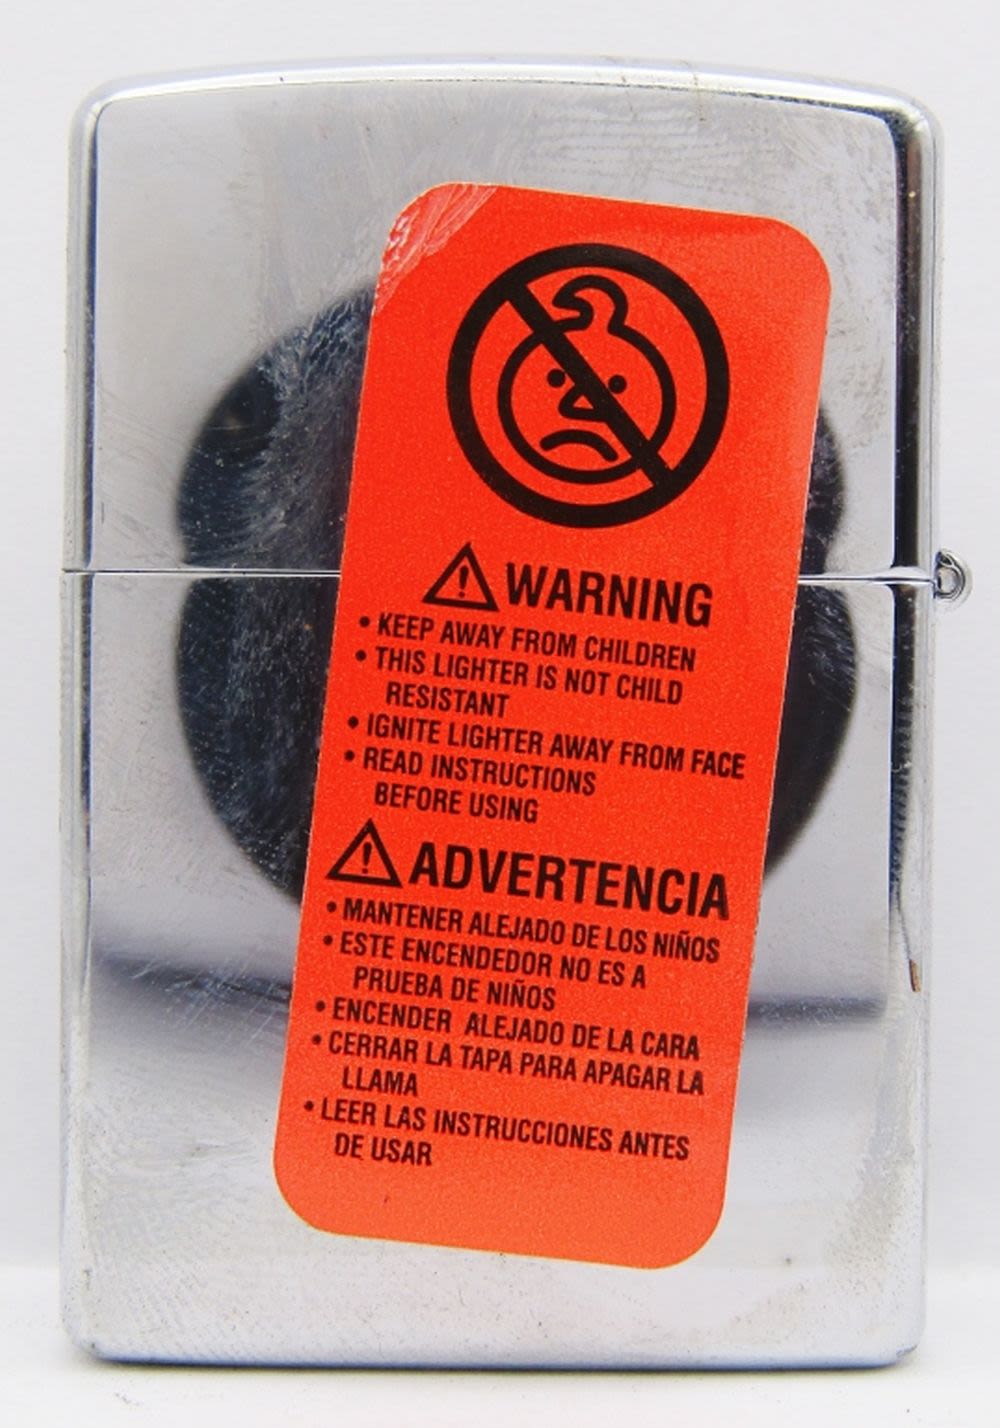 WARNING
• KEEP AWAY FROM CHILDREN
• THIS LIGHTER IS NOT CHILD
RESISTANT
• IGNITE LIGHTER AWAY FROM FACE
• READ INSTRUCTIONS
BEFORE USING
ADVERTENCIA
• MANTENER ALEJADO DE LOS NIÑOS
• ESTE ENCENDEDOR NO ES A
PRUEBA DE NIÑOS
• ENCENDER ALEJADO DE LA CARA
• CERRAR LA TAPA PARA APAGAR LA
LLAMA
• LEER LAS INSTRUCCIONES ANTES
DE USAR